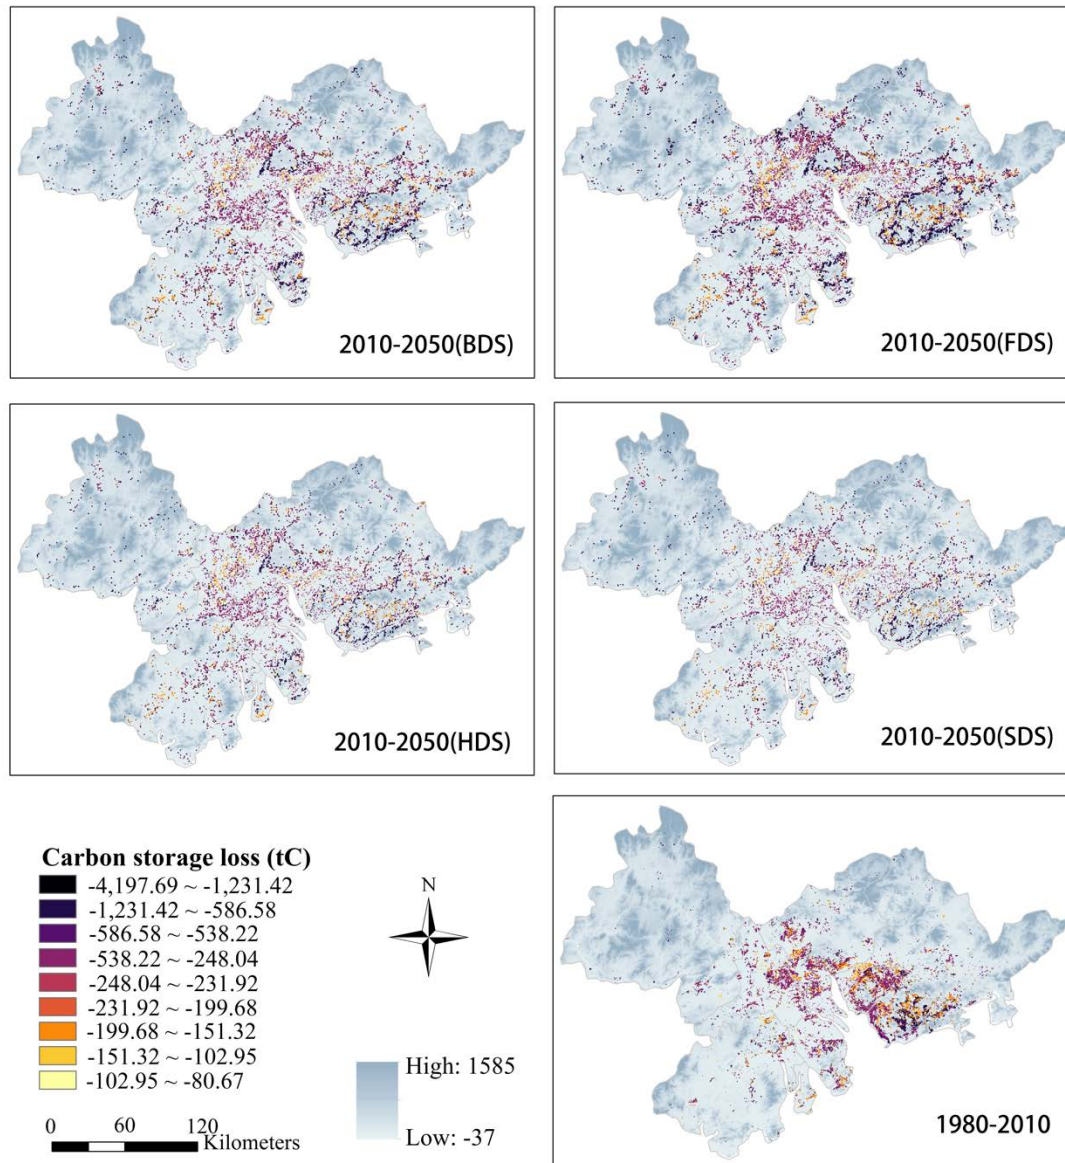 2010-2050(BDS)
2010-2050(FDS)
2010-2050(HDS)
2010-2050(SDS)
Carbon storage loss (tC)
-4,197.69 ~ -1,231.42
-1,231.42 ~ -586.58
-586.58 ~ -538.22
-538.22 ~ -248.04
-248.04 ~ -231.92
-231.92 ~ -199.68
-199.68 ~ -151.32
-151.32 ~ -102.95
-102.95 ~ -80.67
0 60 120
Kilometers
N
High: 1585
Low: -37
1980-2010